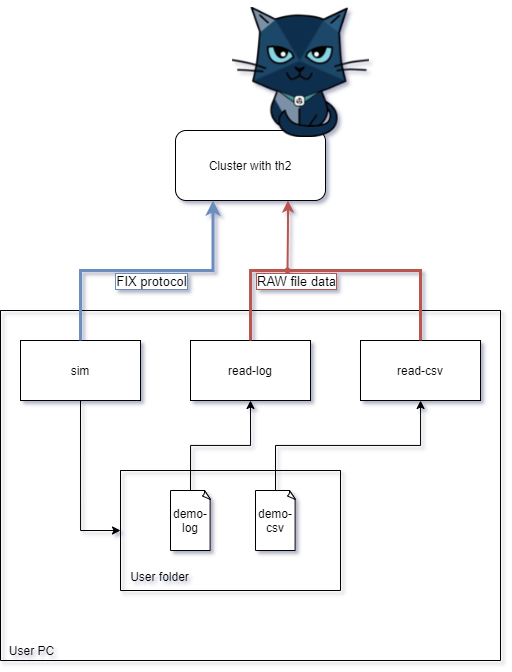 Cluster with th2
FIX protocol
RAW file data
sim
read-log
read-csv
demo-
log
demo-
csv
User folder
User PC